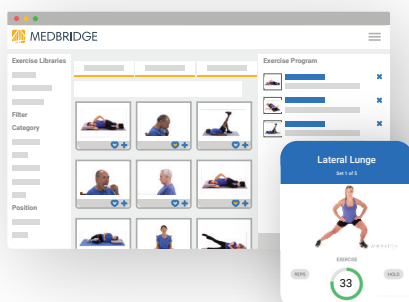 MEDBRIDGE
Exercise Libraries
Filter
Category
Position
Exercise Program
Lateral Lunge
Set 1 of 5
EXERCISE
REPS
33
HOLD